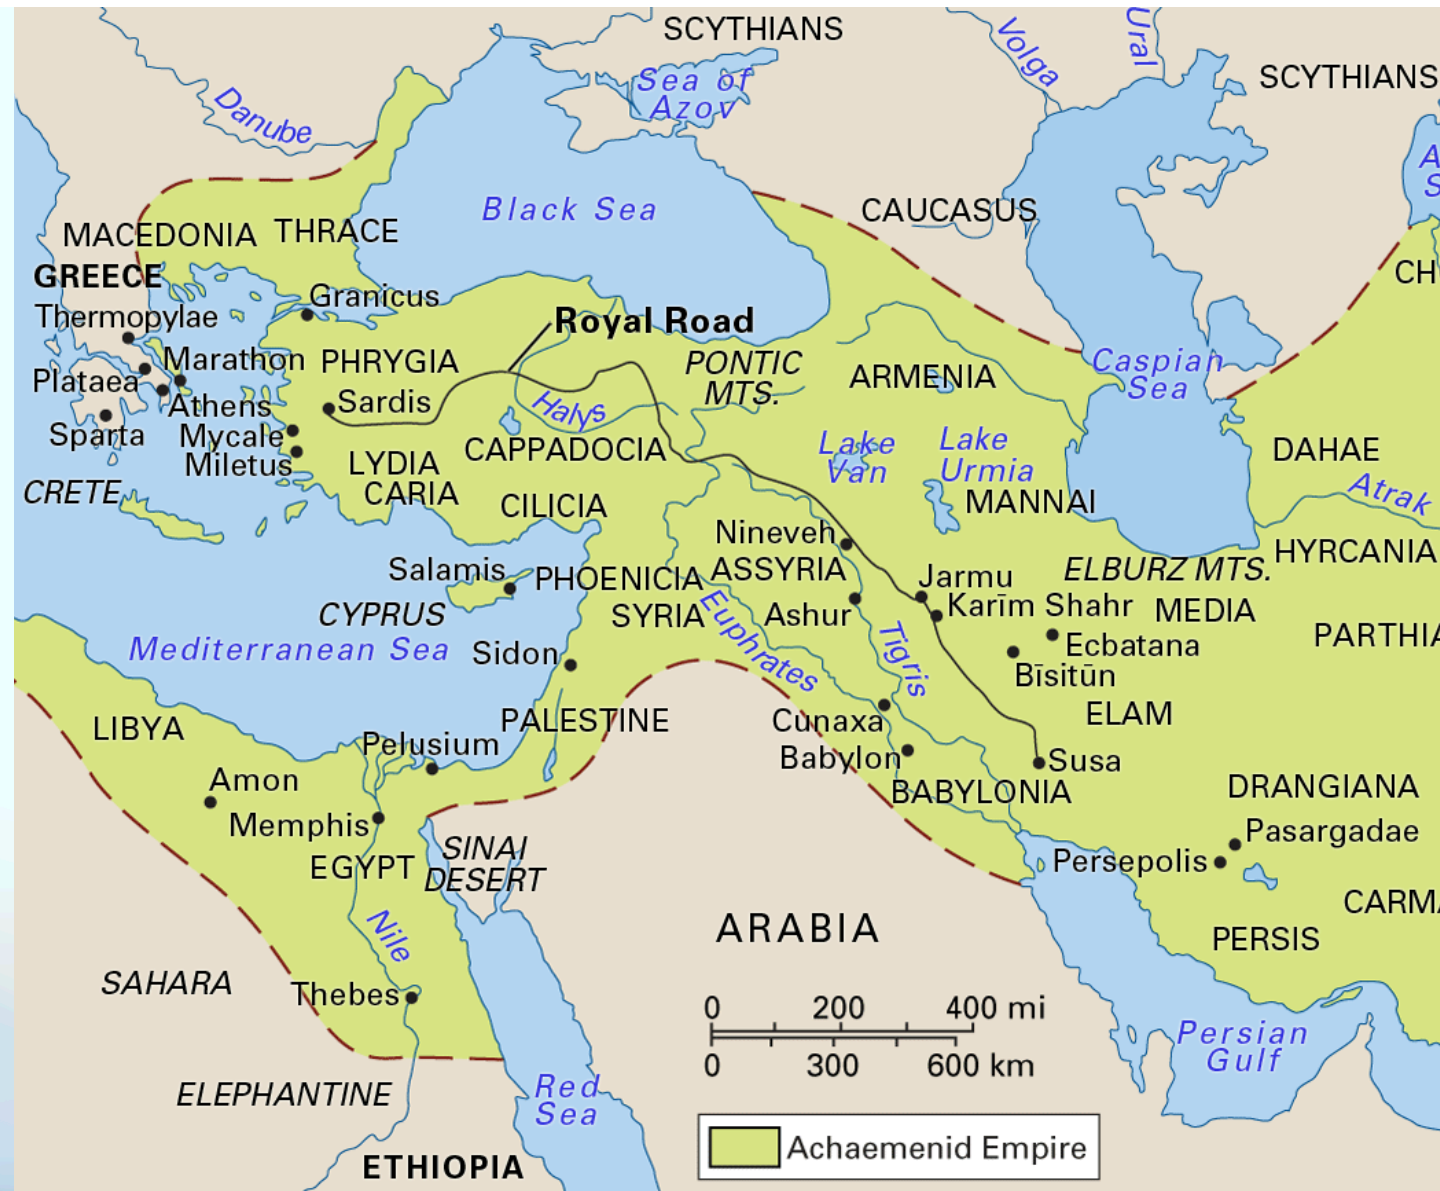 SCYTHIANS
Volga
Ural
SCYTHIANS
Sea of
Azov
Danube
A
S
Black Sea
CAUCASUS
MACEDONIA
THRACE
GREECE
CH
Granicus
Thermopylae
Royal Road
Marathon
PHRYGIA
PONTIC
MTS.
ARMENIA
Caspian
Sea
Plataea
Athens
Sardis
Halys
Sparta
Mycale
Miletus
LYDIA
CARIA
CAPPADOCIA
Lake
Van
Lake
Urmia
DAHAE
Atrak
CRETE
CILICIA
MANNAI
Nineveh
HYRCANIA
Salamis
PHOENICIA
ASSYRIA
Jarmu
ELBURZ MTS.
CYPRUS
SYRIA
Euphrates
Ashur
Karīm Shahr
MEDIA
PARTHIA
Mediterranean Sea
Sidon
Tigris
Ecbatana
Bīsitūn
LIBYA
PALESTINE
Cunaxa
ELAM
Pelusium
Babylon
Susa
Amon
BABYLONIA
DRANGIANA
Memphis
Pasargadae
EGYPT
SINAI
DESERT
Persepolis
Nile
ARABIA
CARMA
PERSIS
SAHARA
Thebes
0 200 400 mi
0 300 600 km
Persian
Gulf
ELEPHANTINE
Red
Sea
Achaemenid Empire
ETHIOPIA